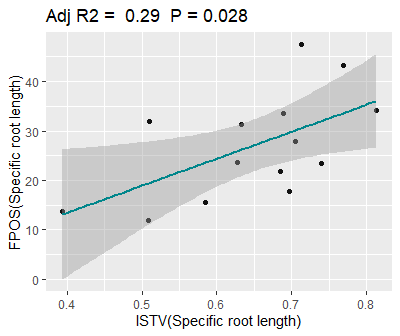 Adj R2 =  0.29  P = 0.028
FPOS(Specific root length)
40
30
20
10
0
0.4 0.5 0.6 0.7 0.8
ISTV(Specific root length)